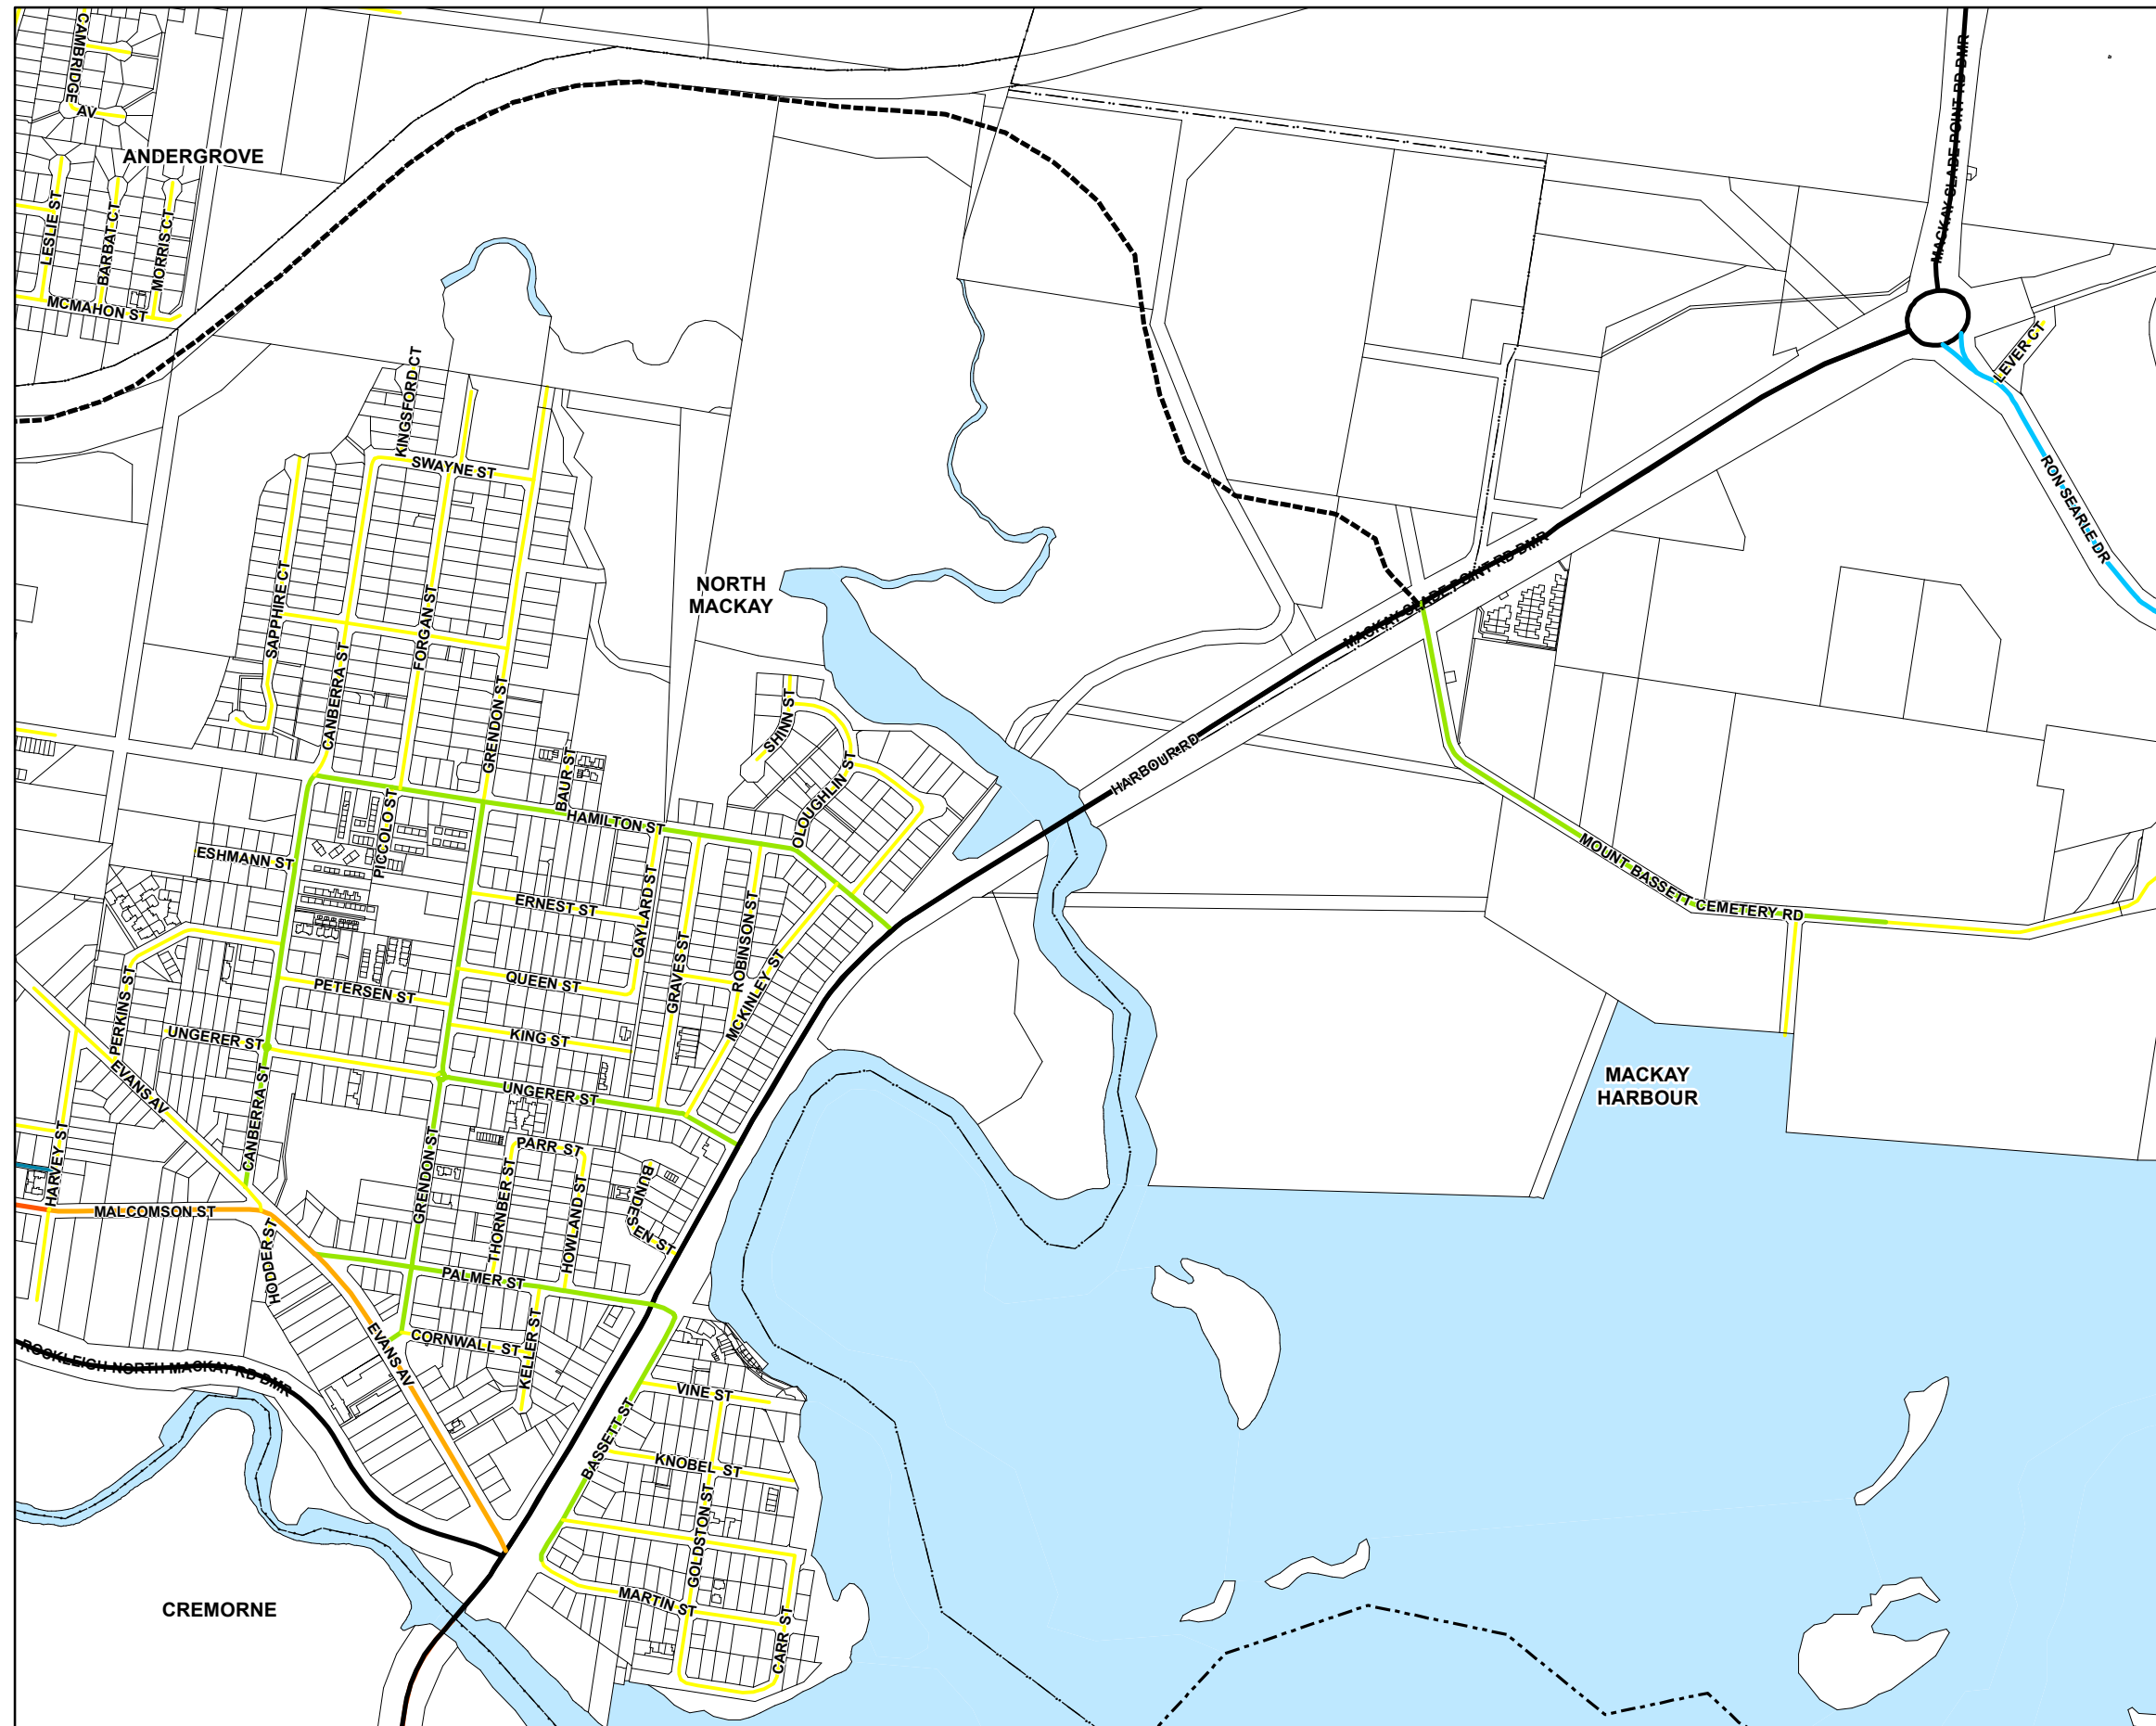 CAMBRIDGE
AV
ANDERGROVE
LESLIE ST
BARBAT CT
MORRIS CT
MCMAHON ST
MACKAY SLADE POINT RD DMR
LEVER CT
RON SEARLE DR
KINGSFORD CT
SWAYNE ST
SAPPHIRE CT
CANBERRA ST
FORGAN ST
GRENDON ST
NORTH
MACKAY
MACKAY SLADE POINT RD DMR
HARBOUR RD
SHINN ST
OLOUGHLIN ST
BAUR ST
HAMILTON ST
PICCOLO ST
ESHMANN ST
ERNEST ST
GAYLARD ST
GRAVES ST
ROBINSON ST
MCKINLEY ST
MOUNT BASSETT CEMETERY RD
PERKINS ST
PETERSEN ST
QUEEN ST
KING ST
UNGERER ST
UNGERER ST
EVANS AV
CANBERRA ST
HARVEY ST
GRENDON ST
PARR ST
THORNBER ST
HOWLAND ST
BUNDES
EN ST
MACKAY
HARBOUR
MALCOMSON ST
HODDER ST
PALMER ST
CORNWALL ST
KELLER ST
EVANS AV
ROCKLEIGH NORTH MACKAY RD DMR
VINE ST
BASSETT ST
KNOBEL ST
GOLDSTON ST
MARTIN ST
CARR ST
CREMORNE